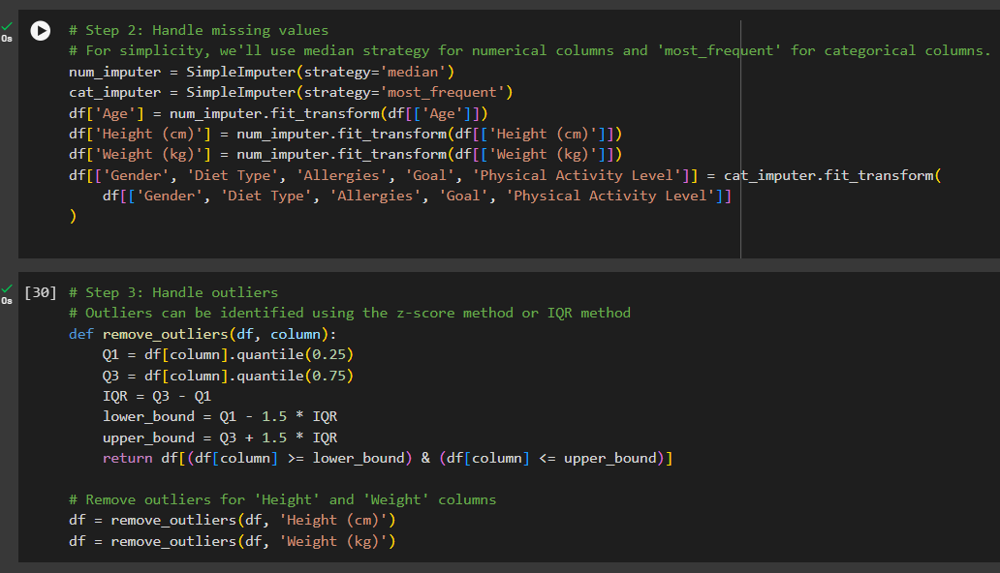 0s
# Step 2: Handle missing values
# For simplicity, we'll use median strategy for numerical columns and 'most_frequent' for categorical columns.
num_imputer = SimpleImputer(strategy='median')
cat_imputer = SimpleImputer(strategy='most_frequent')
df['Age'] = num_imputer.fit_transform(df[['Age']])
df['Height (cm)'] = num_imputer.fit_transform(df[['Height (cm)']])
df['Weight (kg)'] = num_imputer.fit_transform(df[['Weight (kg)']])
df[['Gender', 'Diet Type', 'Allergies', 'Goal', 'Physical Activity Level']] = cat_imputer.fit_transform(
    df[['Gender', 'Diet Type', 'Allergies', 'Goal', 'Physical Activity Level']]
)
0s
[30] # Step 3: Handle outliers
# Outliers can be identified using the z-score method or IQR method
def remove_outliers(df, column):
    Q1 = df[column].quantile(0.25)
    Q3 = df[column].quantile(0.75)
    IQR = Q3 - Q1
    lower_bound = Q1 - 1.5 * IQR
    upper_bound = Q3 + 1.5 * IQR
    return df[(df[column] >= lower_bound) & (df[column] <= upper_bound)]
# Remove outliers for 'Height' and 'Weight' columns
df = remove_outliers(df, 'Height (cm)')
df = remove_outliers(df, 'Weight (kg)')